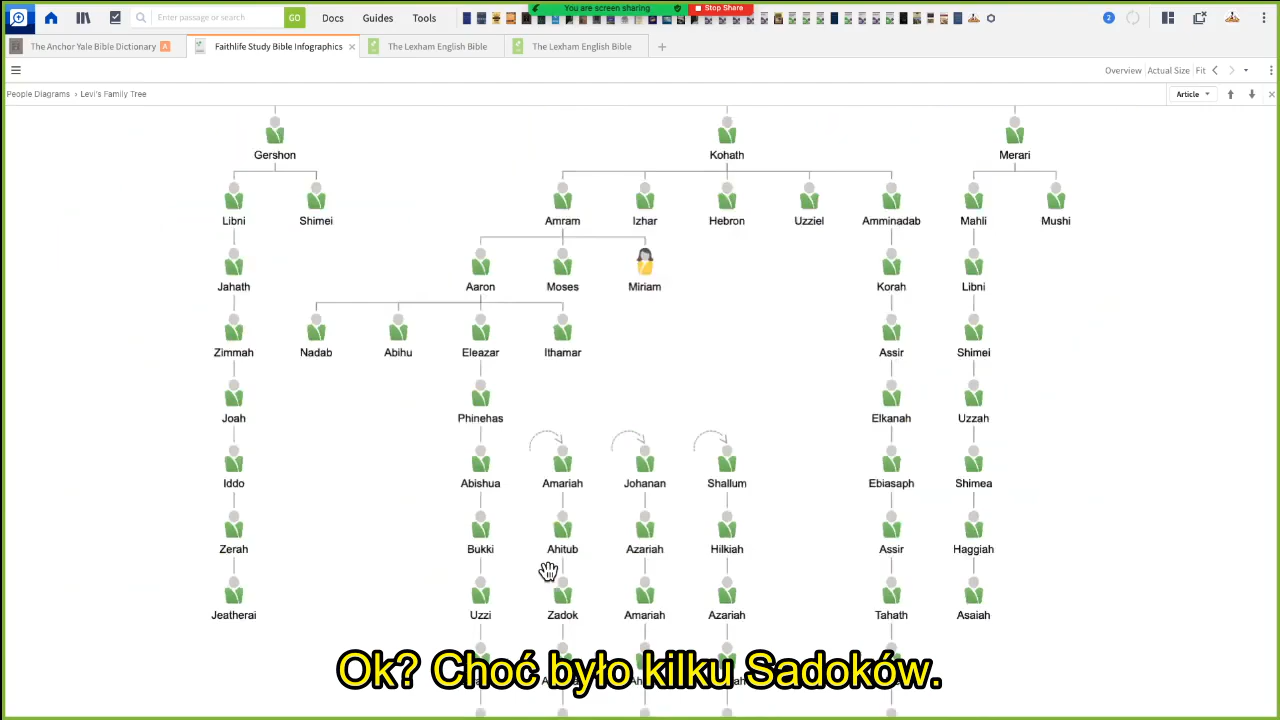 You are screen sharing Stop Share
Enter passage or search GO Docs Guides Tools 2
The Anchor Yale Bible Dictionary A Faithlife Study Bible Infographics The Lexham English Bible The Lexham English Bible
Overview Actual Size Fit
People Diagrams › Levi's Family Tree Article
Gershon Kohath Merari
Libni Shimei Amram Izhar Hebron Uzziel Amminadab Mahli Mushi
Jahath Aaron Moses Miriam Korah Libni
Zimmah Nadab Abihu Eleazar Ithamar Assir Shimei
Joah Phinehas Elkanah Uzzah
Iddo Abishua Amariah Johanan Shallum Ebiasaph Shimea
Zerah Bukki Ahitub Azariah Hilkiah Assir Haggiah
Jeatherai Uzzi Zadok Amariah Azariah Tahath Asaiah
Ok? Choć było kilku Sadoków.